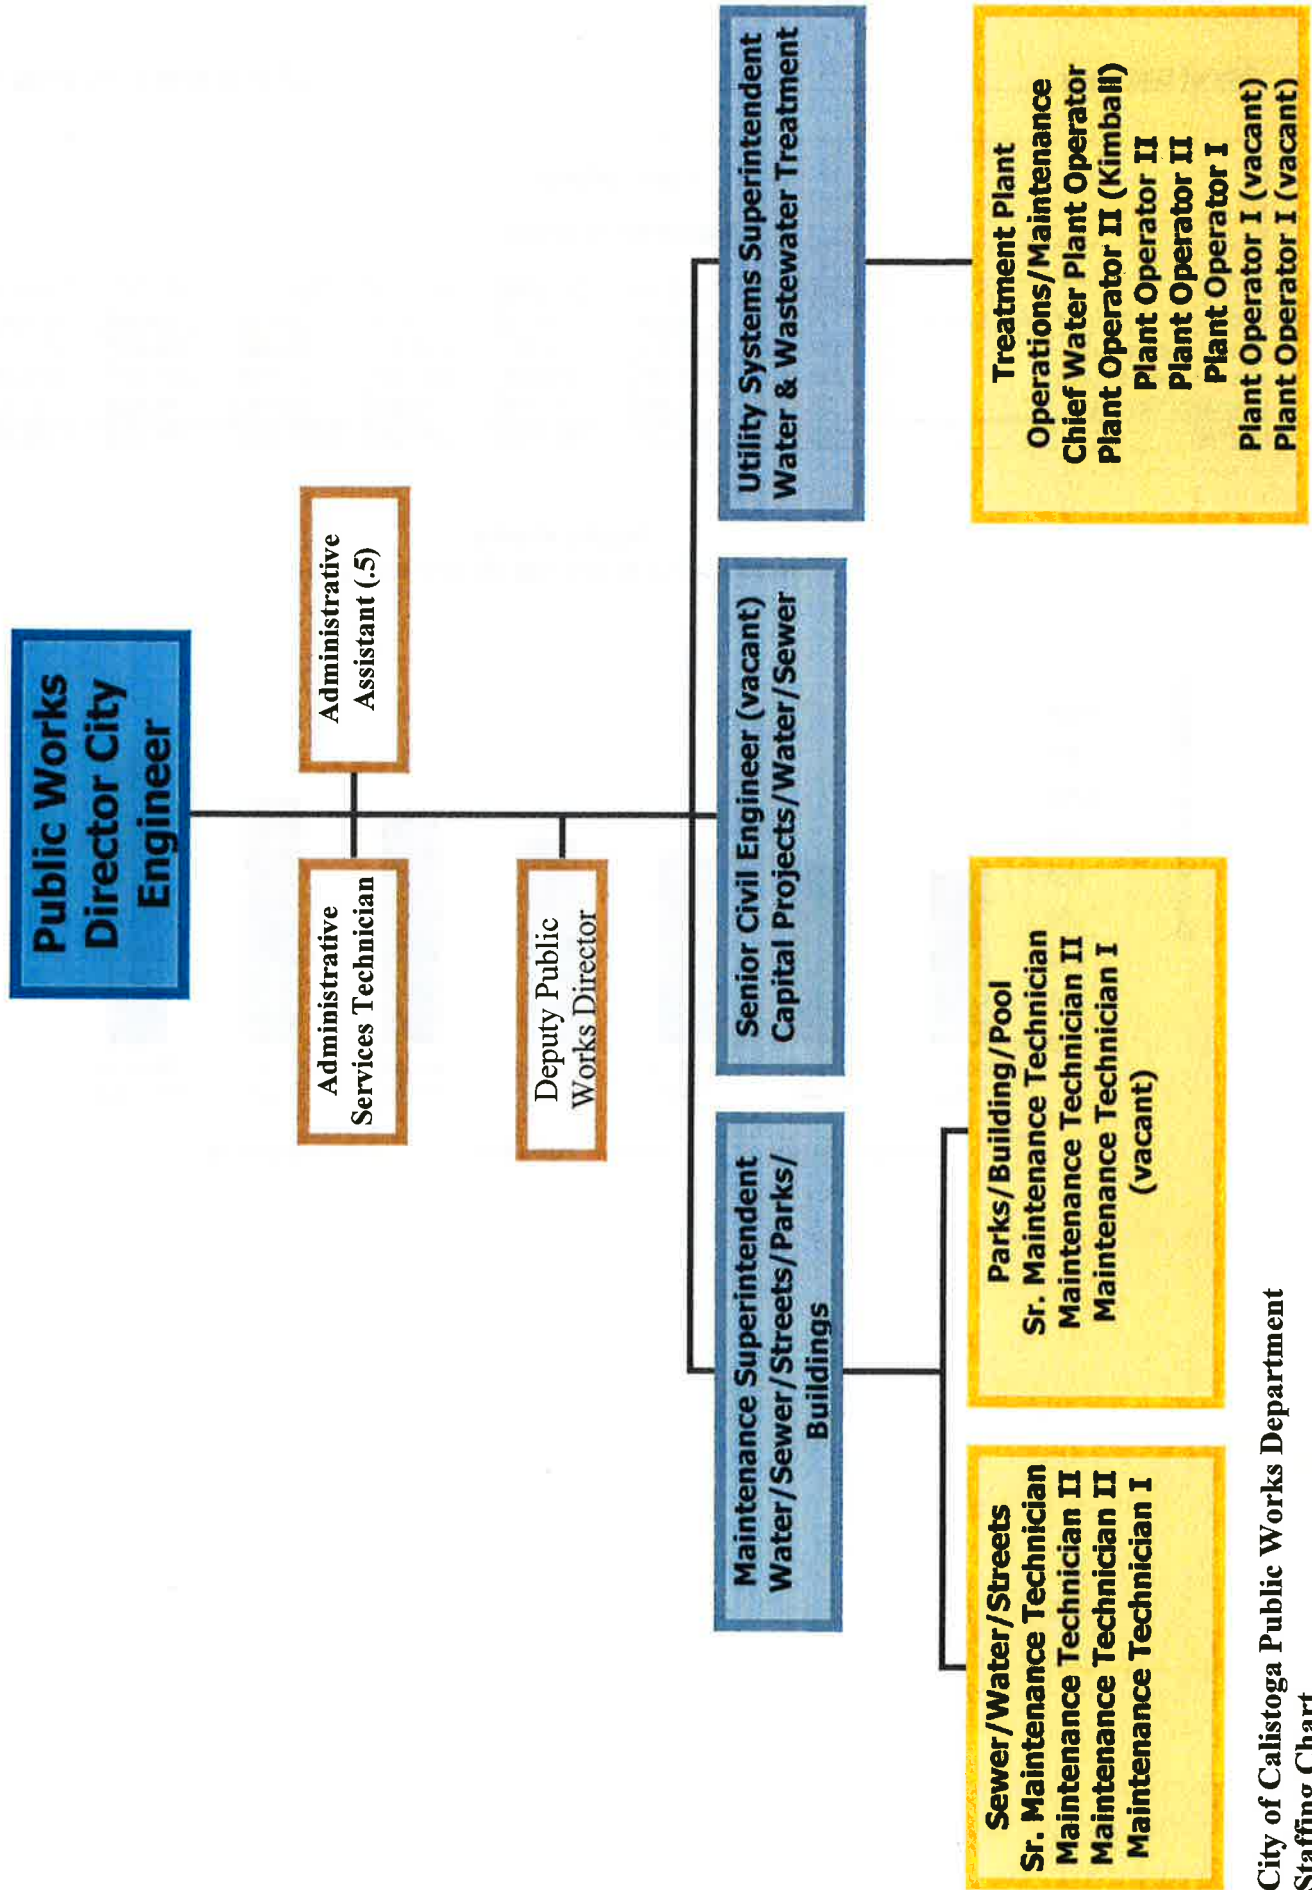 Public Works
Director City
Engineer
Administrative
Services Technician
Administrative
Assistant (.5)
Deputy Public
Works Director
Maintenance Superintendent
Water/Sewer/Streets/Parks/
Buildings
Senior Civil Engineer (vacant)
Capital Projects/Water/Sewer
Utility Systems Superintendent
Water & Wastewater Treatment
Sewer/Water/Streets
Sr. Maintenance Technician
Maintenance Technician II
Maintenance Technician II
Maintenance Technician I
Parks/Building/Pool
Sr. Maintenance Technician
Maintenance Technician II
Maintenance Technician I
(vacant)
Treatment Plant
Operations/Maintenance
Chief Water Plant Operator
Plant Operator II (Kimball)
Plant Operator II
Plant Operator II
Plant Operator I
Plant Operator I (vacant)
Plant Operator I (vacant)
City of Calistoga Public Works Department
Staffing Chart